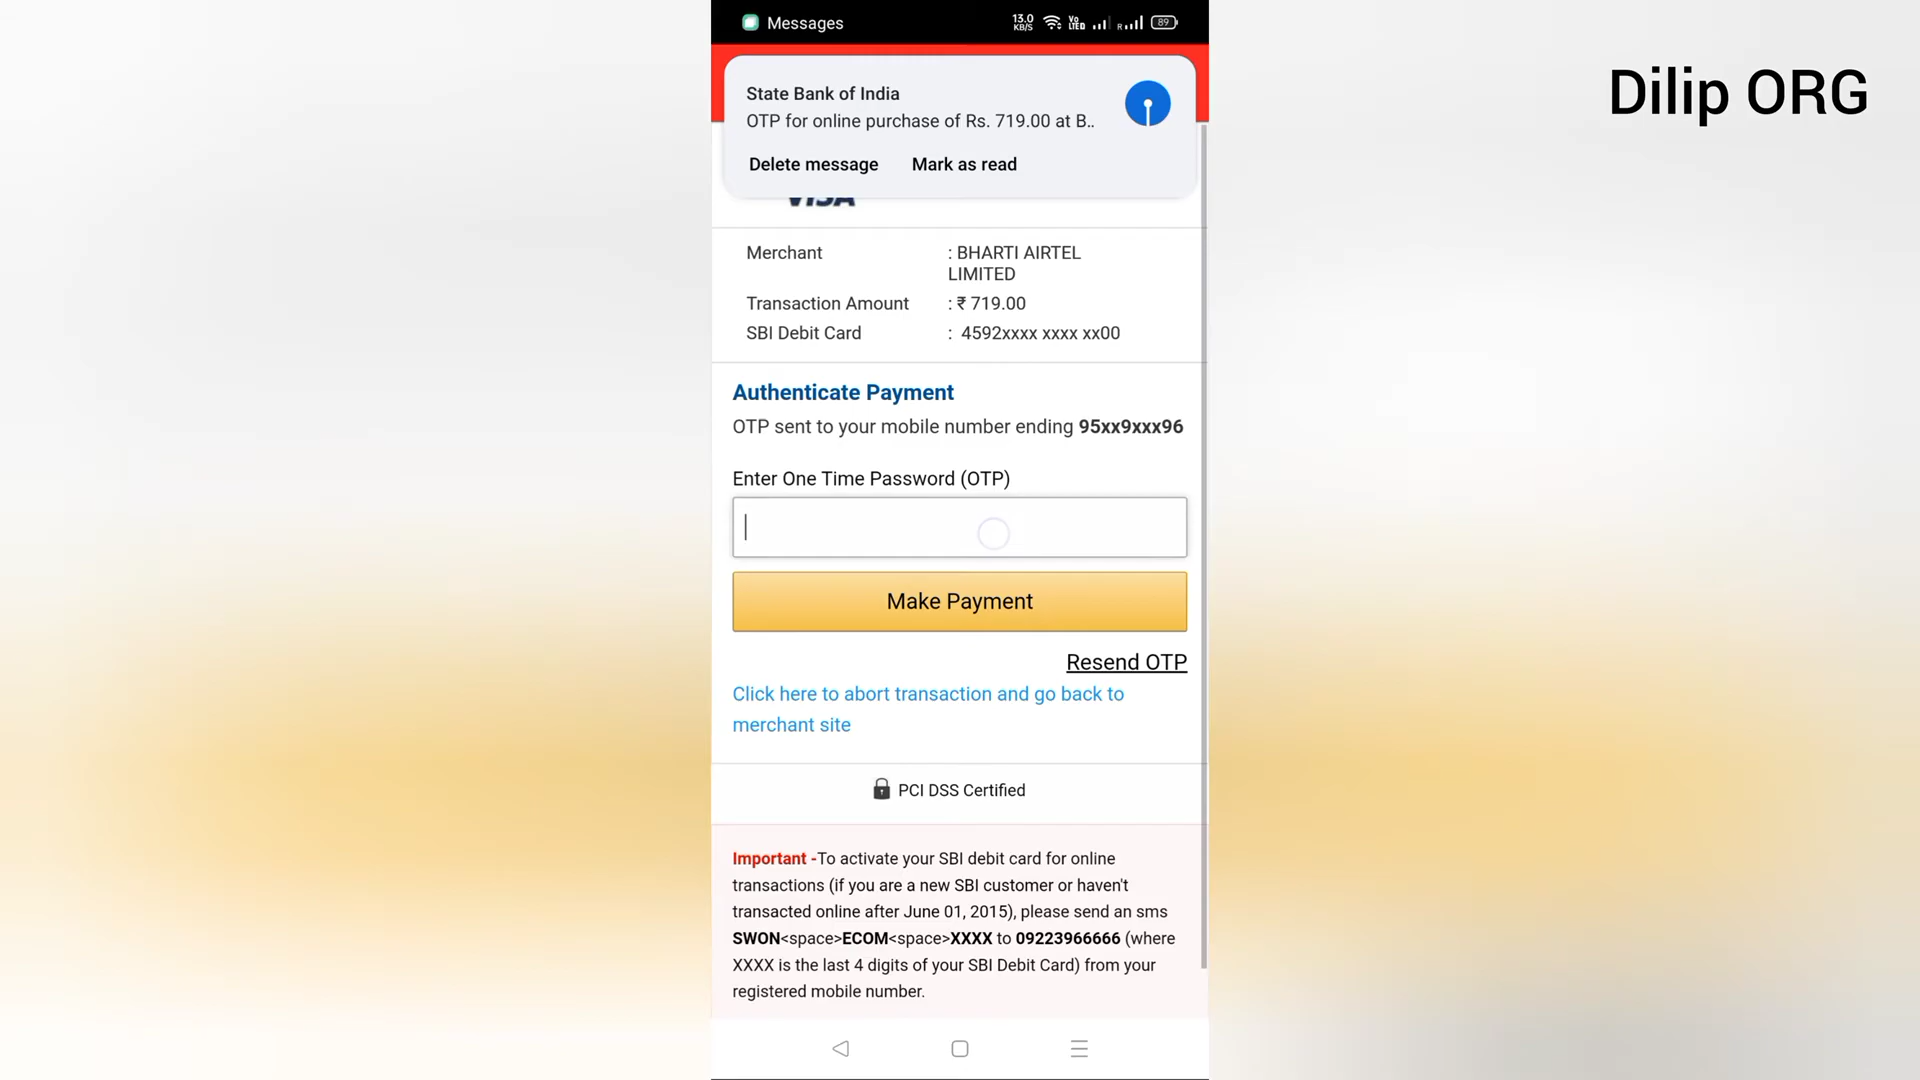 Messages
13.0
KB/S
Vo
LTE
R
89
Dilip ORG
State Bank of India
OTP for online purchase of Rs. 719.00 at B..
Delete message Mark as read
VISA
Merchant : BHARTI AIRTEL
LIMITED
Transaction Amount : ₹ 719.00
SBI Debit Card : 4592xxxx xxxx xx00
Authenticate Payment
OTP sent to your mobile number ending 95xx9xxx96
Enter One Time Password (OTP)
Make Payment
Resend OTP
Click here to abort transaction and go back to
merchant site
PCI DSS Certified
Important -To activate your SBI debit card for online
transactions (if you are a new SBI customer or haven't
transacted online after June 01, 2015), please send an sms
SWON<space>ECOM<space>XXXX to 09223966666 (where
XXXX is the last 4 digits of your SBI Debit Card) from your
registered mobile number.